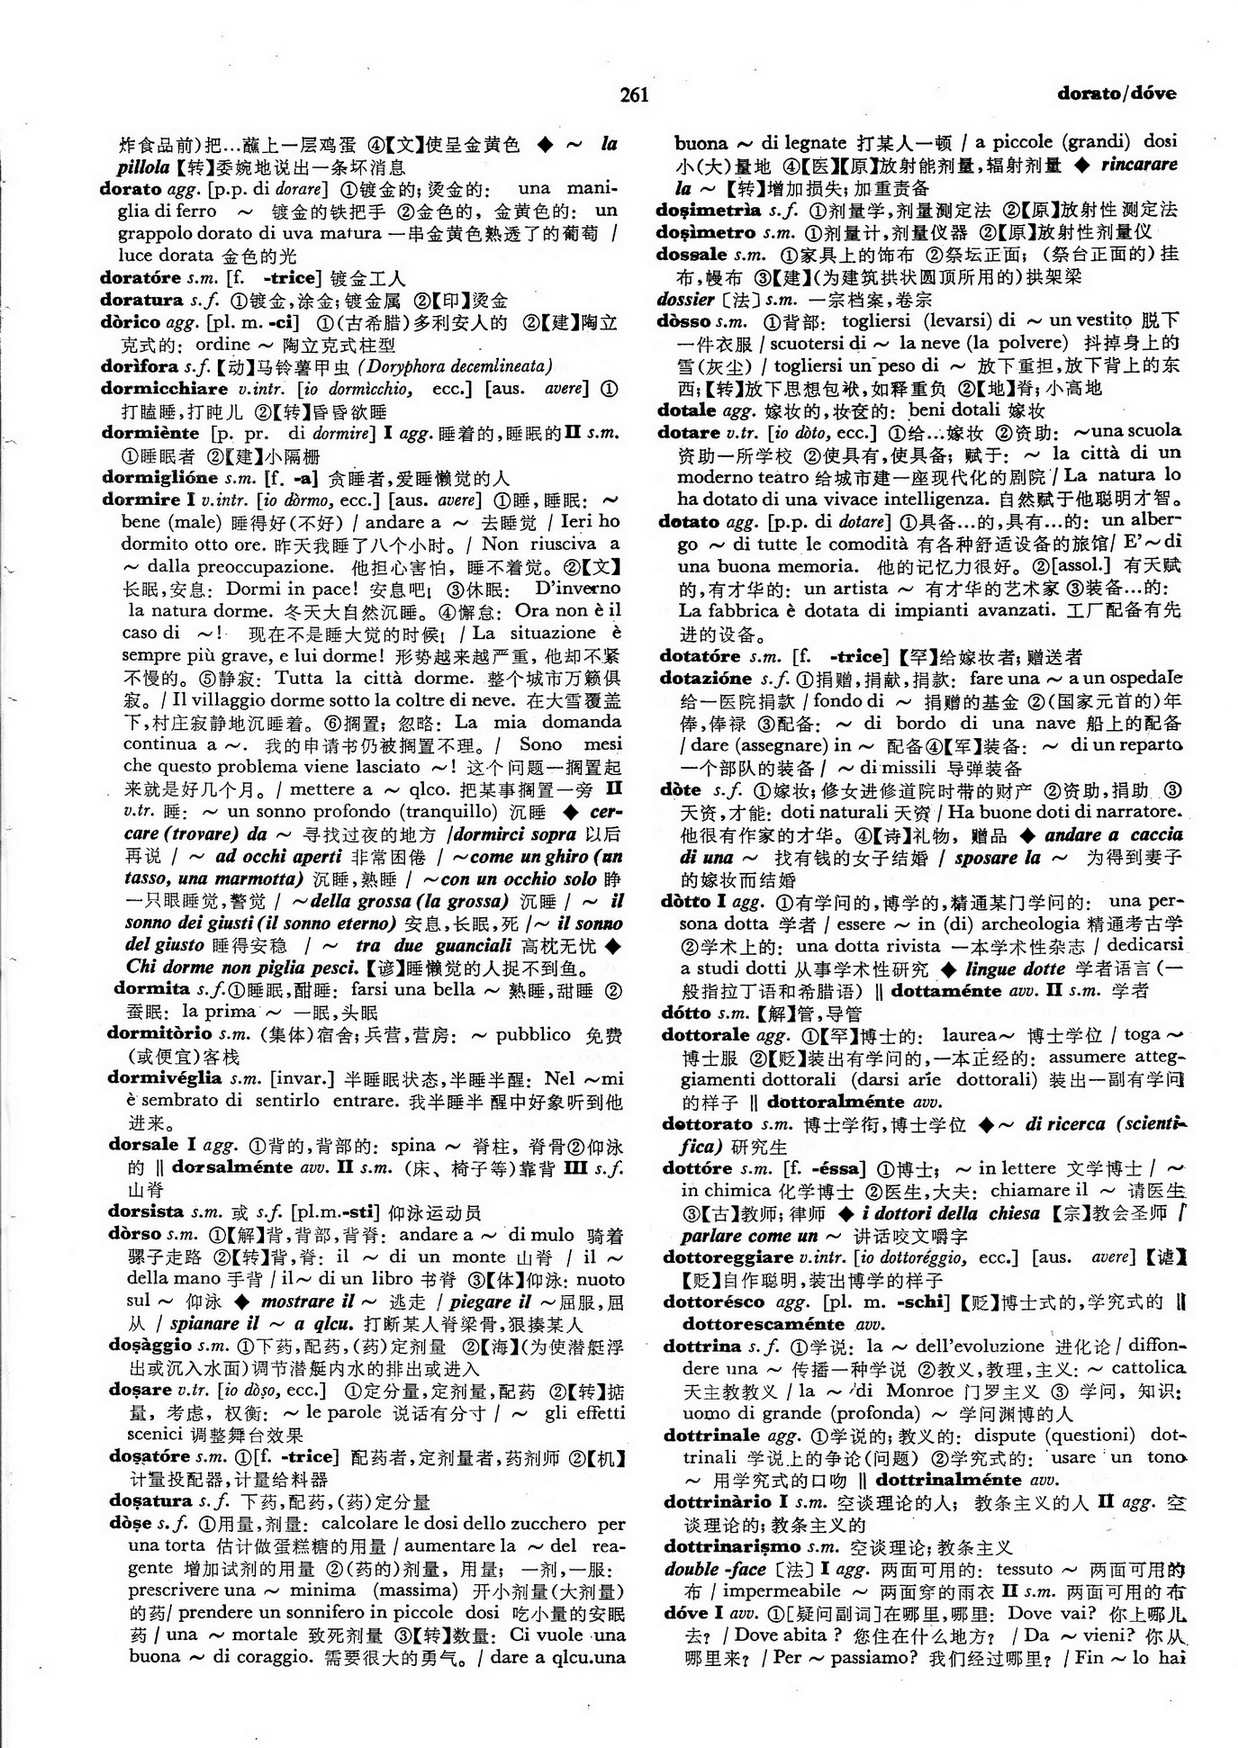 261
dorato/dóve
炸食品前)把…蘸上一层鸡蛋 ④【文】使呈金黄色 ◆ ~ la
pillola【转】委婉地说出一条坏消息
dorato agg. [p.p. di dorare] ①镀金的;烫金的: una mani-
glia di ferro ~ 镀金的铁把手 ②金色的, 金黄色的: un
grappolo dorato di uva matura 一串金黄色熟透了的葡萄 /
luce dorata 金色的光
doratóre s.m. [f. -trice] 镀金工人
doratura s.f. ①镀金,涂金;镀金属 ②【印】烫金
dòrico agg. [pl. m. -ci] ①(古希腊)多利安人的 ②【建】陶立
克式的: ordine ~ 陶立克式柱型
dorìfora s.f.【动】马铃薯甲虫 (Doryphora decemlineata)
dormicchiare v.intr. [io dormìcchio, ecc.] [aus. avere] ①
打瞌睡,打盹儿 ②【转】昏昏欲睡
dormiènte [p. pr. di dormire] I agg. 睡着的,睡眠的 II s.m.
①睡眠者 ②【建】小隔栅
dormiglióne s.m. [f. -a] 贪睡者,爱睡懒觉的人
dormire I v.intr. [io dòrmo, ecc.] [aus. avere] ①睡,睡眠: ~
bene (male) 睡得好(不好) / andare a ~ 去睡觉 / Ieri ho
dormito otto ore. 昨天我睡了八个小时。/ Non riusciva a
~ dalla preoccupazione. 他担心害怕, 睡不着觉。②【文】
长眠,安息: Dormi in pace! 安息吧! ③休眠: D'inverno
la natura dorme. 冬天大自然沉睡。④懈怠: Ora non è il
caso di ~! 现在不是睡大觉的时候! / La situazione è
sempre più grave, e lui dorme! 形势越来越严重, 他却不紧
不慢的。⑤静寂: Tutta la città dorme. 整个城市万籁俱
寂。/ Il villaggio dorme sotto la coltre di neve. 在大雪覆盖
下,村庄寂静地沉睡着。⑥搁置; 忽略: La mia domanda
continua a ~. 我的申请书仍被搁置不理。/ Sono mesi
che questo problema viene lasciato ~! 这个问题一搁置起
来就是好几个月。/ mettere a ~ qlco. 把某事搁置一旁 II
v.tr. 睡: ~ un sonno profondo (tranquillo) 沉睡 ◆ cer-
care (trovare) da ~ 寻找过夜的地方 /dormirci sopra 以后
再说 / ~ ad occhi aperti 非常困倦 / ~come un ghiro (un
tasso, una marmotta) 沉睡,熟睡 / ~con un occhio solo 睁
一只眼睡觉,警觉 / ~della grossa (la grossa) 沉睡 / ~ il
sonno dei giusti (il sonno eterno) 安息,长眠,死 /~ il sonno
del giusto 睡得安稳 / ~ tra due guanciali 高枕无忧 ◆
Chi dorme non piglia pesci.【谚】睡懒觉的人捉不到鱼。
dormita s.f.①睡眠,酣睡: farsi una bella ~ 熟睡,甜睡 ②
蚕眠: la prima ~ 一眠,头眠
dormitòrio s.m. (集体)宿舍;兵营,营房: ~ pubblico 免费
(或便宜)客栈
dormivéglia s.m. [invar.] 半睡眠状态,半睡半醒: Nel ~mi
è sembrato di sentirlo entrare. 我半睡半醒中好象听到他
进来。
dorsale I agg. ①背的,背部的: spina ~ 脊柱, 脊骨②仰泳
的 ‖ dorsalménte avv. II s.m. (床、椅子等)靠背 III s.f.
山脊
dorsista s.m. 或 s.f. [pl.m.-sti] 仰泳运动员
dòrso s.m. ①【解】背,背部,背脊: andare a ~ di mulo 骑着
骡子走路 ②【转】背,脊: il ~ di un monte 山脊 / il ~
della mano 手背 / il~ di un libro 书脊 ③【体】仰泳: nuoto
sul ~ 仰泳 ◆ mostrare il ~ 逃走 / piegare il ~屈服,屈
从 / spianare il ~ a qlcu. 打断某人脊梁骨,狠揍某人
doṣàggio s.m. ①下药,配药,(药)定剂量 ②【海】(为使潜艇浮
出或沉入水面)调节潜艇内水的排出或进入
doṣare v.tr. [io dòṣo, ecc.] ①定分量,定剂量,配药 ②【转】掂
量, 考虑, 权衡: ~ le parole 说话有分寸 / ~ gli effetti
scenici 调整舞台效果
doṣatóre s.m. ①[f. -trice] 配药者,定剂量者,药剂师 ②【机】
计量投配器,计量给料器
doṣatura s.f. 下药,配药,(药)定分量
dòṣe s.f. ①用量,剂量: calcolare le dosi dello zucchero per
una torta 估计做蛋糕糖的用量 / aumentare la ~ del rea-
gente 增加试剂的用量 ②(药的)剂量, 用量; 一剂,一服:
prescrivere una ~ minima (massima) 开小剂量(大剂量)
的药/ prendere un sonnifero in piccole dosi 吃小量的安眠
药 / una ~ mortale 致死剂量 ③【转】数量: Ci vuole una
buona ~ di coraggio. 需要很大的勇气。/ dare a qlcu.una
buona ~ di legnate 打某人一顿 / a piccole (grandi) dosi
小(大)量地 ④【医】【原】放射能剂量,辐射剂量 ◆ rincarare
la ~【转】增加损失;加重责备
doṣimetrìa s.f. ①剂量学,剂量测定法 ②【原】放射性测定法
doṣìmetro s.m. ①剂量计,剂量仪器 ②【原】放射性剂量仪
dossale s.m. ①家具上的饰布 ②祭坛正面; (祭台正面的)挂
布,幔布 ③【建】(为建筑拱状圆顶所用的)拱架梁
dossier〔法〕s.m. 一宗档案,卷宗
dòsso s.m. ①背部: togliersi (levarsi) di ~ un vestito 脱下
一件衣服 / scuotersi di ~ la neve (la polvere) 抖掉身上的
雪(灰尘) / togliersi un peso di ~ 放下重担,放下背上的东
西;【转】放下思想包袱,如释重负 ②【地】脊; 小高地
dotale agg. 嫁妆的,妆奁的: beni dotali 嫁妆
dotare v.tr. [io dòto, ecc.] ①给…嫁妆 ②资助: ~una scuola
资助一所学校 ②使具有,使具备; 赋于: ~ la città di un
moderno teatro 给城市建一座现代化的剧院 / La natura lo
ha dotato di una vivace intelligenza. 自然赋于他聪明才智。
dotato agg. [p.p. di dotare] ①具备…的,具有…的: un alber-
go ~ di tutte le comodità 有各种舒适设备的旅馆/ E'~di
una buona memoria. 他的记忆力很好。②[assol.] 有天赋
的,有才华的: un artista ~ 有才华的艺术家 ③装备…的:
La fabbrica è dotata di impianti avanzati. 工厂配备有先
进的设备。
dotatóre s.m. [f. -trice]【罕】给嫁妆者;赠送者
dotazióne s.f. ①捐赠,捐献,捐款: fare una ~ a un ospedale
给一医院捐款 / fondo di ~ 捐赠的基金 ②(国家元首的)年
俸,俸禄 ③配备: ~ di bordo di una nave 船上的配备
/ dare (assegnare) in ~ 配备④【军】装备: ~ di un reparto
一个部队的装备 / ~ di missili 导弹装备
dòte s.f. ①嫁妆;修女进修道院时带的财产 ②资助,捐助 ③
天资,才能: doti naturali 天资 / Ha buone doti di narratore.
他很有作家的才华。④【诗】礼物, 赠品 ◆ andare a caccia
di una ~ 找有钱的女子结婚 / sposare la ~ 为得到妻子
的嫁妆而结婚
dòtto I agg. ①有学问的,博学的,精通某门学问的: una per-
sona dotta 学者 / essere ~ in (di) archeologia 精通考古学
②学术上的: una dotta rivista 一本学术性杂志 / dedicarsi
a studi dotti 从事学术性研究 ◆ lingue dotte 学者语言 (一
般指拉丁语和希腊语) ‖ dottaménte avv. II s.m. 学者
dótto s.m.【解】管,导管
dottorale agg. ①【罕】博士的: laurea~ 博士学位 / toga ~
博士服 ②【贬】装出有学问的,一本正经的: assumere atteg-
giamenti dottorali (darsi arie dottorali) 装出一副有学问
的样子 ‖ dottoralménte avv.
dottorato s.m. 博士学衔,博士学位 ◆~ di ricerca (scienti-
fica) 研究生
dottóre s.m. [f. -éssa] ①博士; ~ in lettere 文学博士 / ~
in chimica 化学博士 ②医生,大夫: chiamare il ~ 请医生
③【古】教师;律师 ◆ i dottori della chiesa【宗】教会圣师 /
parlare come un ~ 讲话咬文嚼字
dottoreggiare v.intr. [io dottoréggio, ecc.] [aus. avere]【谑】
【贬】自作聪明,装出博学的样子
dottorésco agg. [pl. m. -schi]【贬】博士式的,学究式的 ‖
dottorescaménte avv.
dottrina s.f. ①学说: la ~ dell'evoluzione 进化论 / diffon-
dere una ~ 传播一种学说 ②教义,教理,主义: ~ cattolica
天主教教义 / la ~ di Monroe 门罗主义 ③ 学问, 知识:
uomo di grande (profonda) ~ 学问渊博的人
dottrinale agg. ①学说的;教义的: dispute (questioni) dot-
trinali 学说上的争论(问题) ②学究式的: usare un tono
~ 用学究式的口吻 ‖ dottrinalménte avv.
dottrinàrio I s.m. 空谈理论的人; 教条主义的人 II agg. 空
谈理论的;教条主义的
dottrinariṣmo s.m. 空谈理论;教条主义
double -face〔法〕I agg. 两面可用的: tessuto ~ 两面可用的
布 / impermeabile ~ 两面穿的雨衣 II s.m. 两面可用的布
dóve I avv. ①[疑问副词]在哪里,哪里: Dove vai? 你上哪儿
去? / Dove abita ? 您住在什么地方? / Da ~ vieni? 你从
哪里来? / Per ~ passiamo? 我们经过哪里? / Fin ~ lo hai